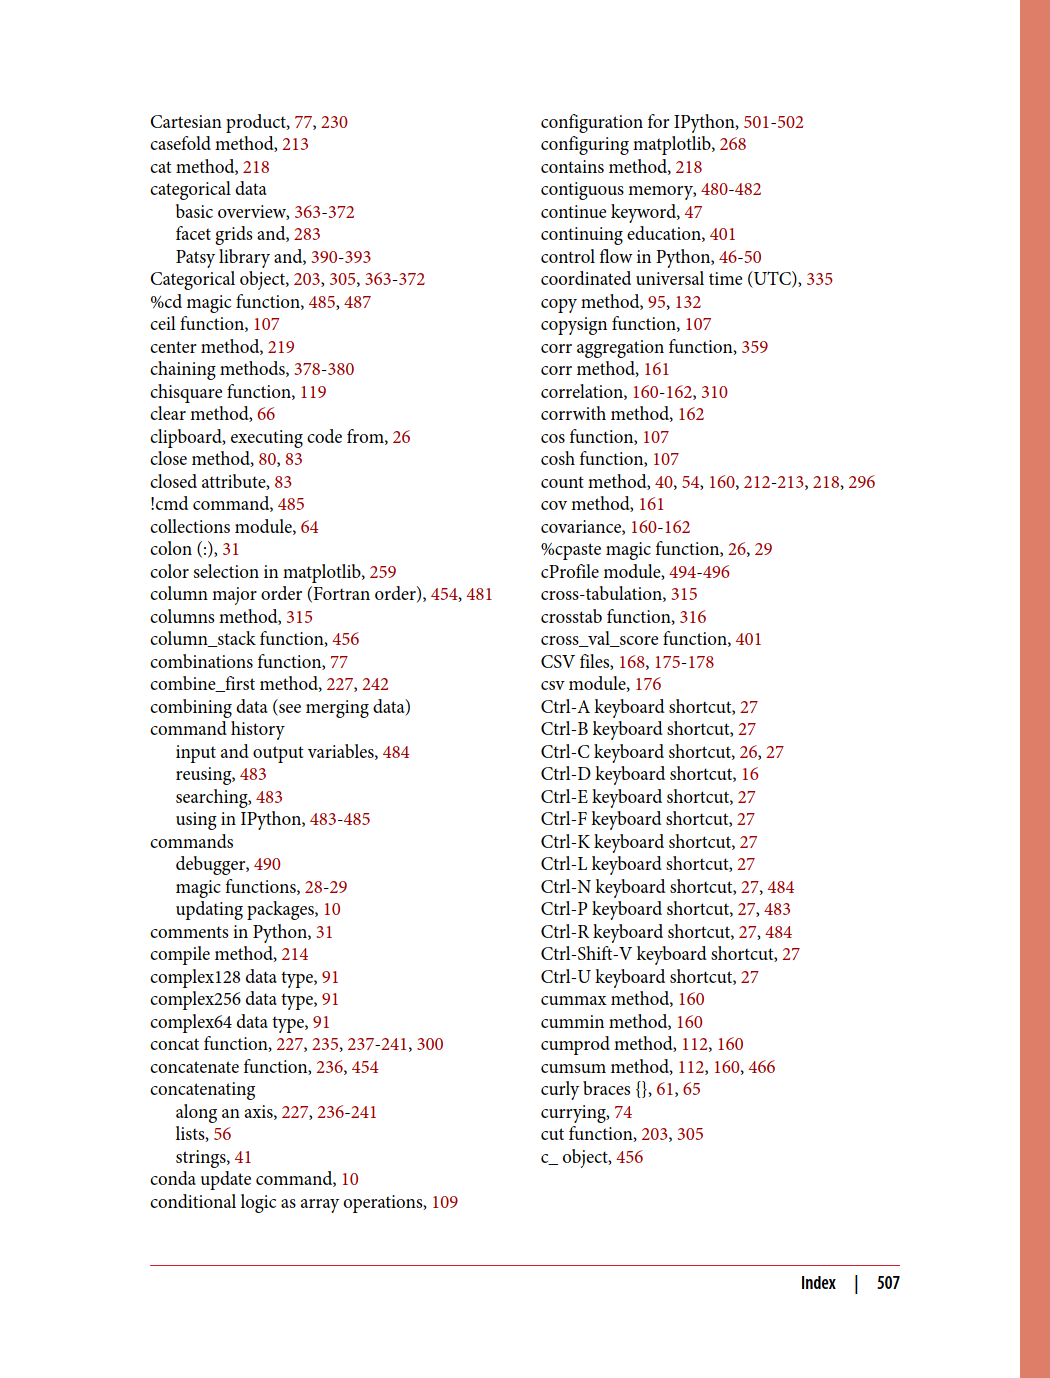 Cartesian product, 77, 230
casefold method, 213
cat method, 218
categorical data
basic overview, 363-372
facet grids and, 283
Patsy library and, 390-393
Categorical object, 203, 305, 363-372
%cd magic function, 485, 487
ceil function, 107
center method, 219
chaining methods, 378-380
chisquare function, 119
clear method, 66
clipboard, executing code from, 26
close method, 80, 83
closed attribute, 83
!cmd command, 485
collections module, 64
colon (:), 31
color selection in matplotlib, 259
column major order (Fortran order), 454, 481
columns method, 315
column_stack function, 456
combinations function, 77
combine_first method, 227, 242
combining data (see merging data)
command history
input and output variables, 484
reusing, 483
searching, 483
using in IPython, 483-485
commands
debugger, 490
magic functions, 28-29
updating packages, 10
comments in Python, 31
compile method, 214
complex128 data type, 91
complex256 data type, 91
complex64 data type, 91
concat function, 227, 235, 237-241, 300
concatenate function, 236, 454
concatenating
along an axis, 227, 236-241
lists, 56
strings, 41
conda update command, 10
conditional logic as array operations, 109
configuration for IPython, 501-502
configuring matplotlib, 268
contains method, 218
contiguous memory, 480-482
continue keyword, 47
continuing education, 401
control flow in Python, 46-50
coordinated universal time (UTC), 335
copy method, 95, 132
copysign function, 107
corr aggregation function, 359
corr method, 161
correlation, 160-162, 310
corrwith method, 162
cos function, 107
cosh function, 107
count method, 40, 54, 160, 212-213, 218, 296
cov method, 161
covariance, 160-162
%cpaste magic function, 26, 29
cProfile module, 494-496
cross-tabulation, 315
crosstab function, 316
cross_val_score function, 401
CSV files, 168, 175-178
csv module, 176
Ctrl-A keyboard shortcut, 27
Ctrl-B keyboard shortcut, 27
Ctrl-C keyboard shortcut, 26, 27
Ctrl-D keyboard shortcut, 16
Ctrl-E keyboard shortcut, 27
Ctrl-F keyboard shortcut, 27
Ctrl-K keyboard shortcut, 27
Ctrl-L keyboard shortcut, 27
Ctrl-N keyboard shortcut, 27, 484
Ctrl-P keyboard shortcut, 27, 483
Ctrl-R keyboard shortcut, 27, 484
Ctrl-Shift-V keyboard shortcut, 27
Ctrl-U keyboard shortcut, 27
cummax method, 160
cummin method, 160
cumprod method, 112, 160
cumsum method, 112, 160, 466
curly braces {}, 61, 65
currying, 74
cut function, 203, 305
c_ object, 456
Index | 507